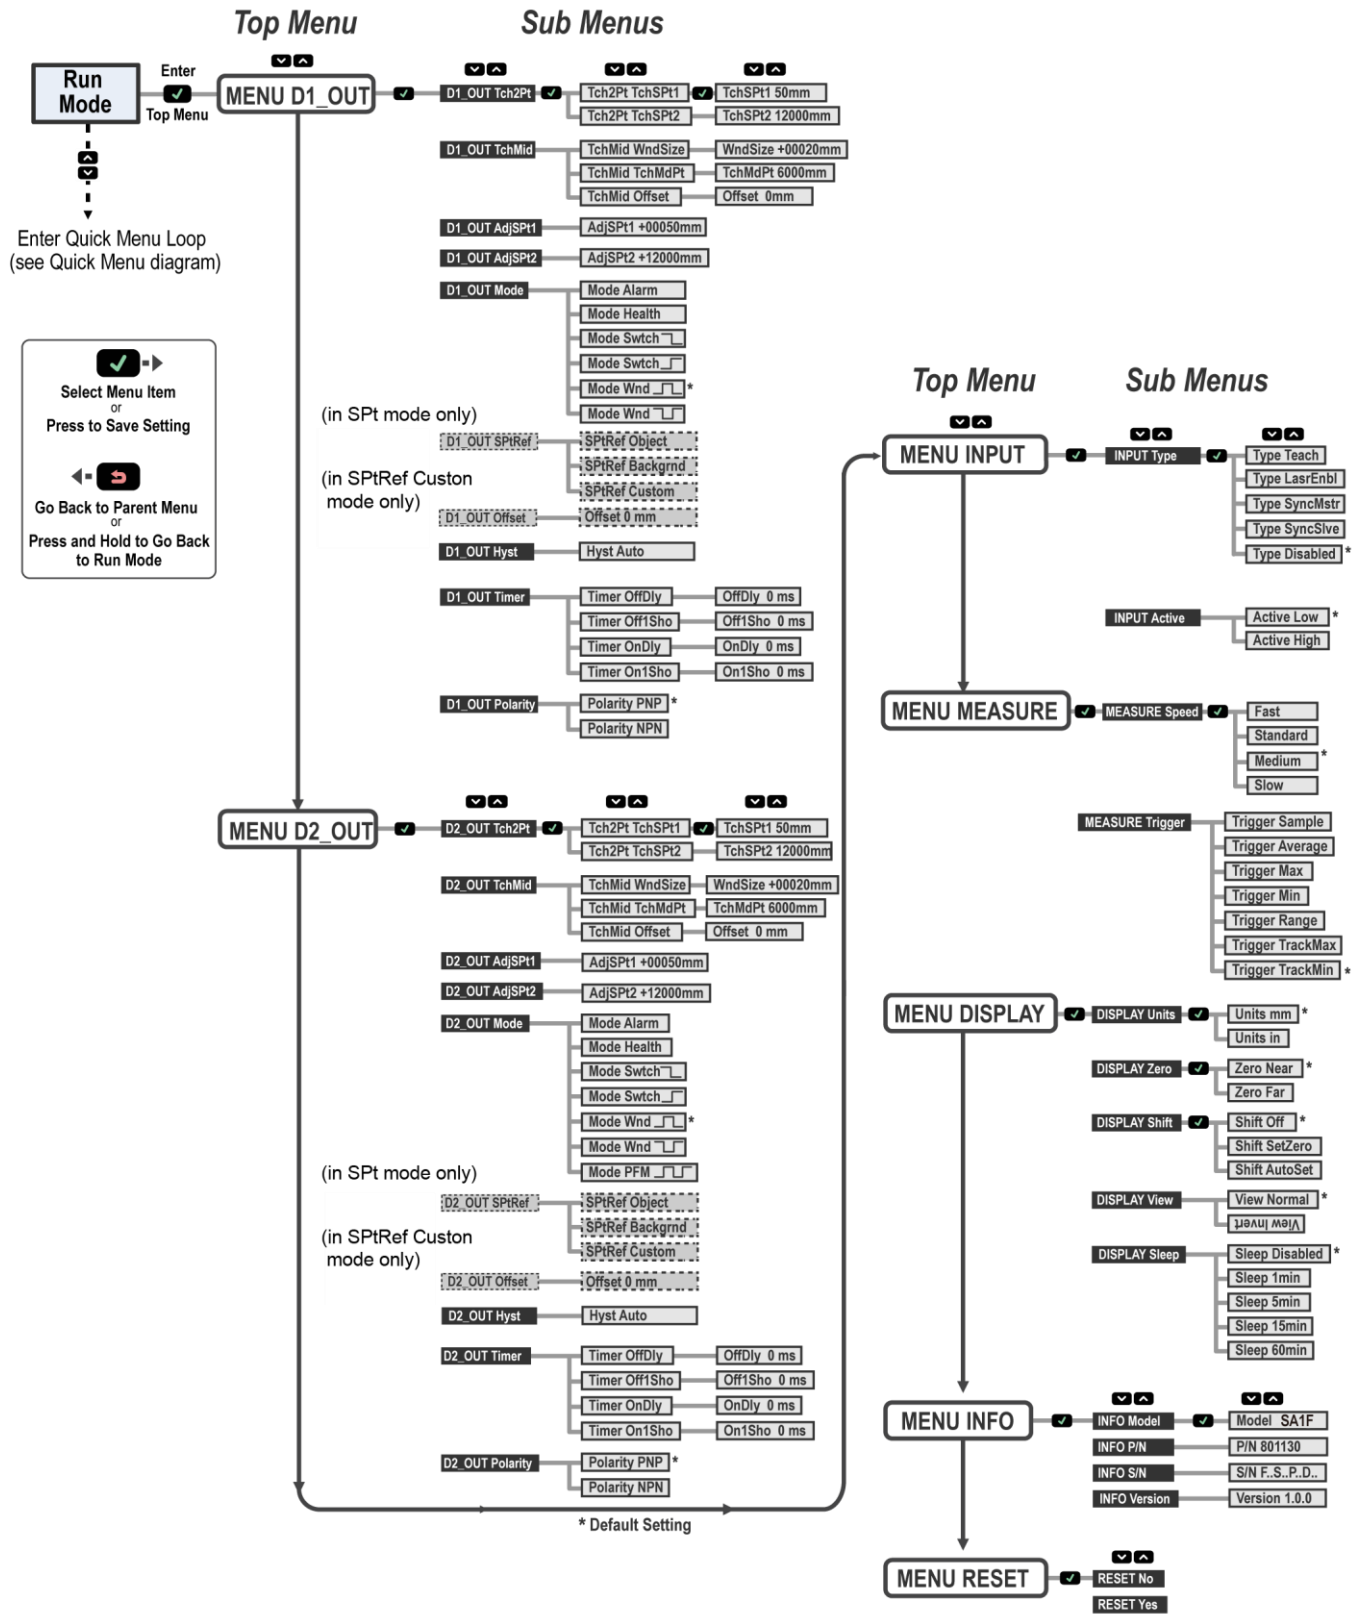 Top Menu
Sub Menus
Run Mode
Enter
Top Menu
MENU D1_OUT
D1_OUT Tch2Pt
Tch2Pt TchSPt1
TchSPt1 50mm
Tch2Pt TchSPt2
TchSPt2 12000mm
D1_OUT TchMid
TchMid WndSize
WndSize +00020mm
TchMid TchMdPt
TchMdPt 6000mm
TchMid Offset
Offset 0mm
D1_OUT AdjSPt1
AdjSPt1 +00050mm
D1_OUT AdjSPt2
AdjSPt2 +12000mm
Enter Quick Menu Loop
(see Quick Menu diagram)
D1_OUT Mode
Mode Alarm
Mode Health
Mode Swtch
Mode Swtch
Mode Wnd *
Mode Wnd
(in SPt mode only)
D1_OUT SPtRef
SPtRef Object
SPtRef Backgrnd
SPtRef Custom
(in SPtRef Custon
mode only)
D1_OUT Offset
Offset 0 mm
D1_OUT Hyst
Hyst Auto
D1_OUT Timer
Timer OffDly
OffDly 0 ms
Timer Off1Sho
Off1Sho 0 ms
Timer OnDly
OnDly 0 ms
Timer On1Sho
On1Sho 0 ms
D1_OUT Polarity
Polarity PNP *
Polarity NPN
Select Menu Item
or
Press to Save Setting
Go Back to Parent Menu
or
Press and Hold to Go Back
to Run Mode
MENU D2_OUT
D2_OUT Tch2Pt
Tch2Pt TchSPt1
TchSPt1 50mm
Tch2Pt TchSPt2
TchSPt2 12000mm
D2_OUT TchMid
TchMid WndSize
WndSize +00020mm
TchMid TchMdPt
TchMdPt 6000mm
TchMid Offset
Offset 0 mm
D2_OUT AdjSPt1
AdjSPt1 +00050mm
D2_OUT AdjSPt2
AdjSPt2 +12000mm
D2_OUT Mode
Mode Alarm
Mode Health
Mode Swtch
Mode Swtch
Mode Wnd *
Mode Wnd
Mode PFM
(in SPt mode only)
D2_OUT SPtRef
SPtRef Object
SPtRef Backgrnd
SPtRef Custom
(in SPtRef Custon
mode only)
D2_OUT Offset
Offset 0 mm
D2_OUT Hyst
Hyst Auto
D2_OUT Timer
Timer OffDly
OffDly 0 ms
Timer Off1Sho
Off1Sho 0 ms
Timer OnDly
OnDly 0 ms
Timer On1Sho
On1Sho 0 ms
D2_OUT Polarity
Polarity PNP *
Polarity NPN
* Default Setting
Top Menu
Sub Menus
MENU INPUT
INPUT Type
Type Teach
Type LasrEnbl
Type SyncMstr
Type SyncSlve
Type Disabled *
INPUT Active
Active Low *
Active High
MENU MEASURE
MEASURE Speed
Fast
Standard
Medium *
Slow
MEASURE Trigger
Trigger Sample
Trigger Average
Trigger Max
Trigger Min
Trigger Range
Trigger TrackMax
Trigger TrackMin *
MENU DISPLAY
DISPLAY Units
Units mm *
Units in
DISPLAY Zero
Zero Near *
Zero Far
DISPLAY Shift
Shift Off *
Shift SetZero
Shift AutoSet
DISPLAY View
View Normal *
View Invert
DISPLAY Sleep
Sleep Disabled *
Sleep 1min
Sleep 5min
Sleep 15min
Sleep 60min
MENU INFO
INFO Model
Model SA1F
INFO P/N
P/N 801130
INFO S/N
S/N F..S..P..D..
INFO Version
Version 1.0.0
MENU RESET
RESET No
RESET Yes